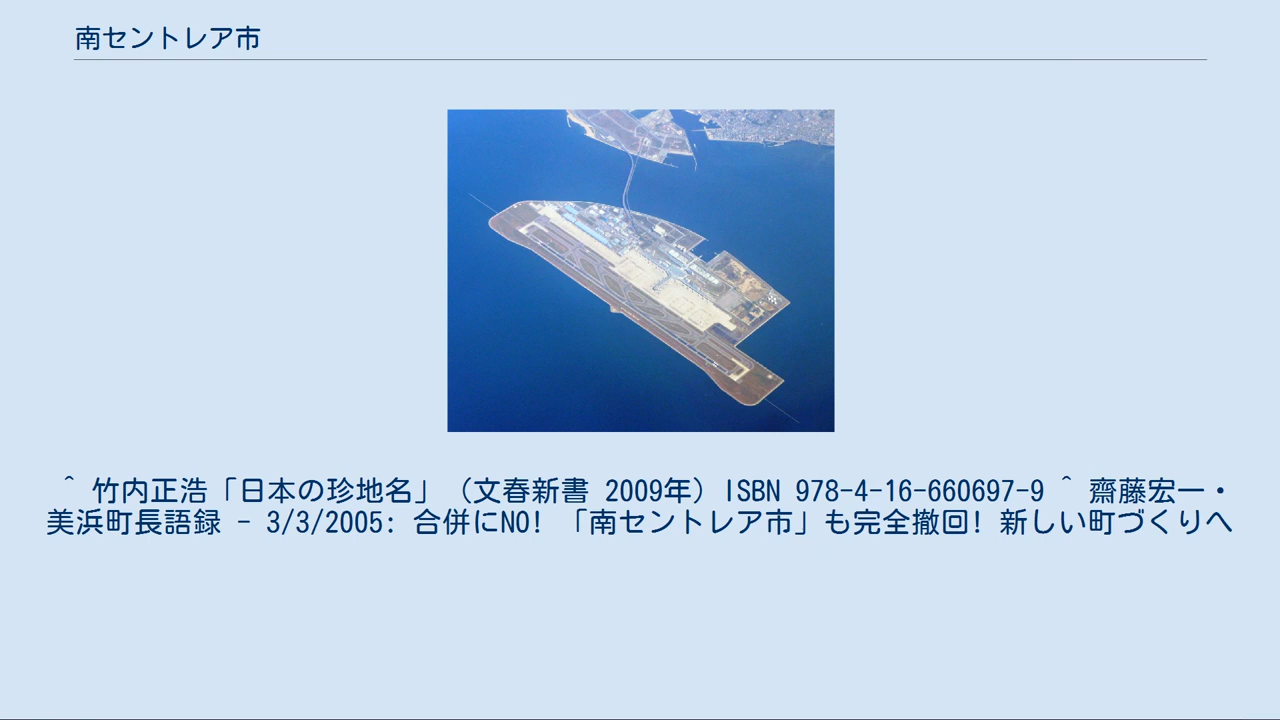 南セントレア市
^ 竹内正浩「日本の珍地名」（文春新書 2009年）ISBN 978-4-16-660697-9 ^ 齋藤宏一・
美浜町長語録 - 3/3/2005: 合併にNO! 「南セントレア市」も完全撤回! 新しい町づくりへ